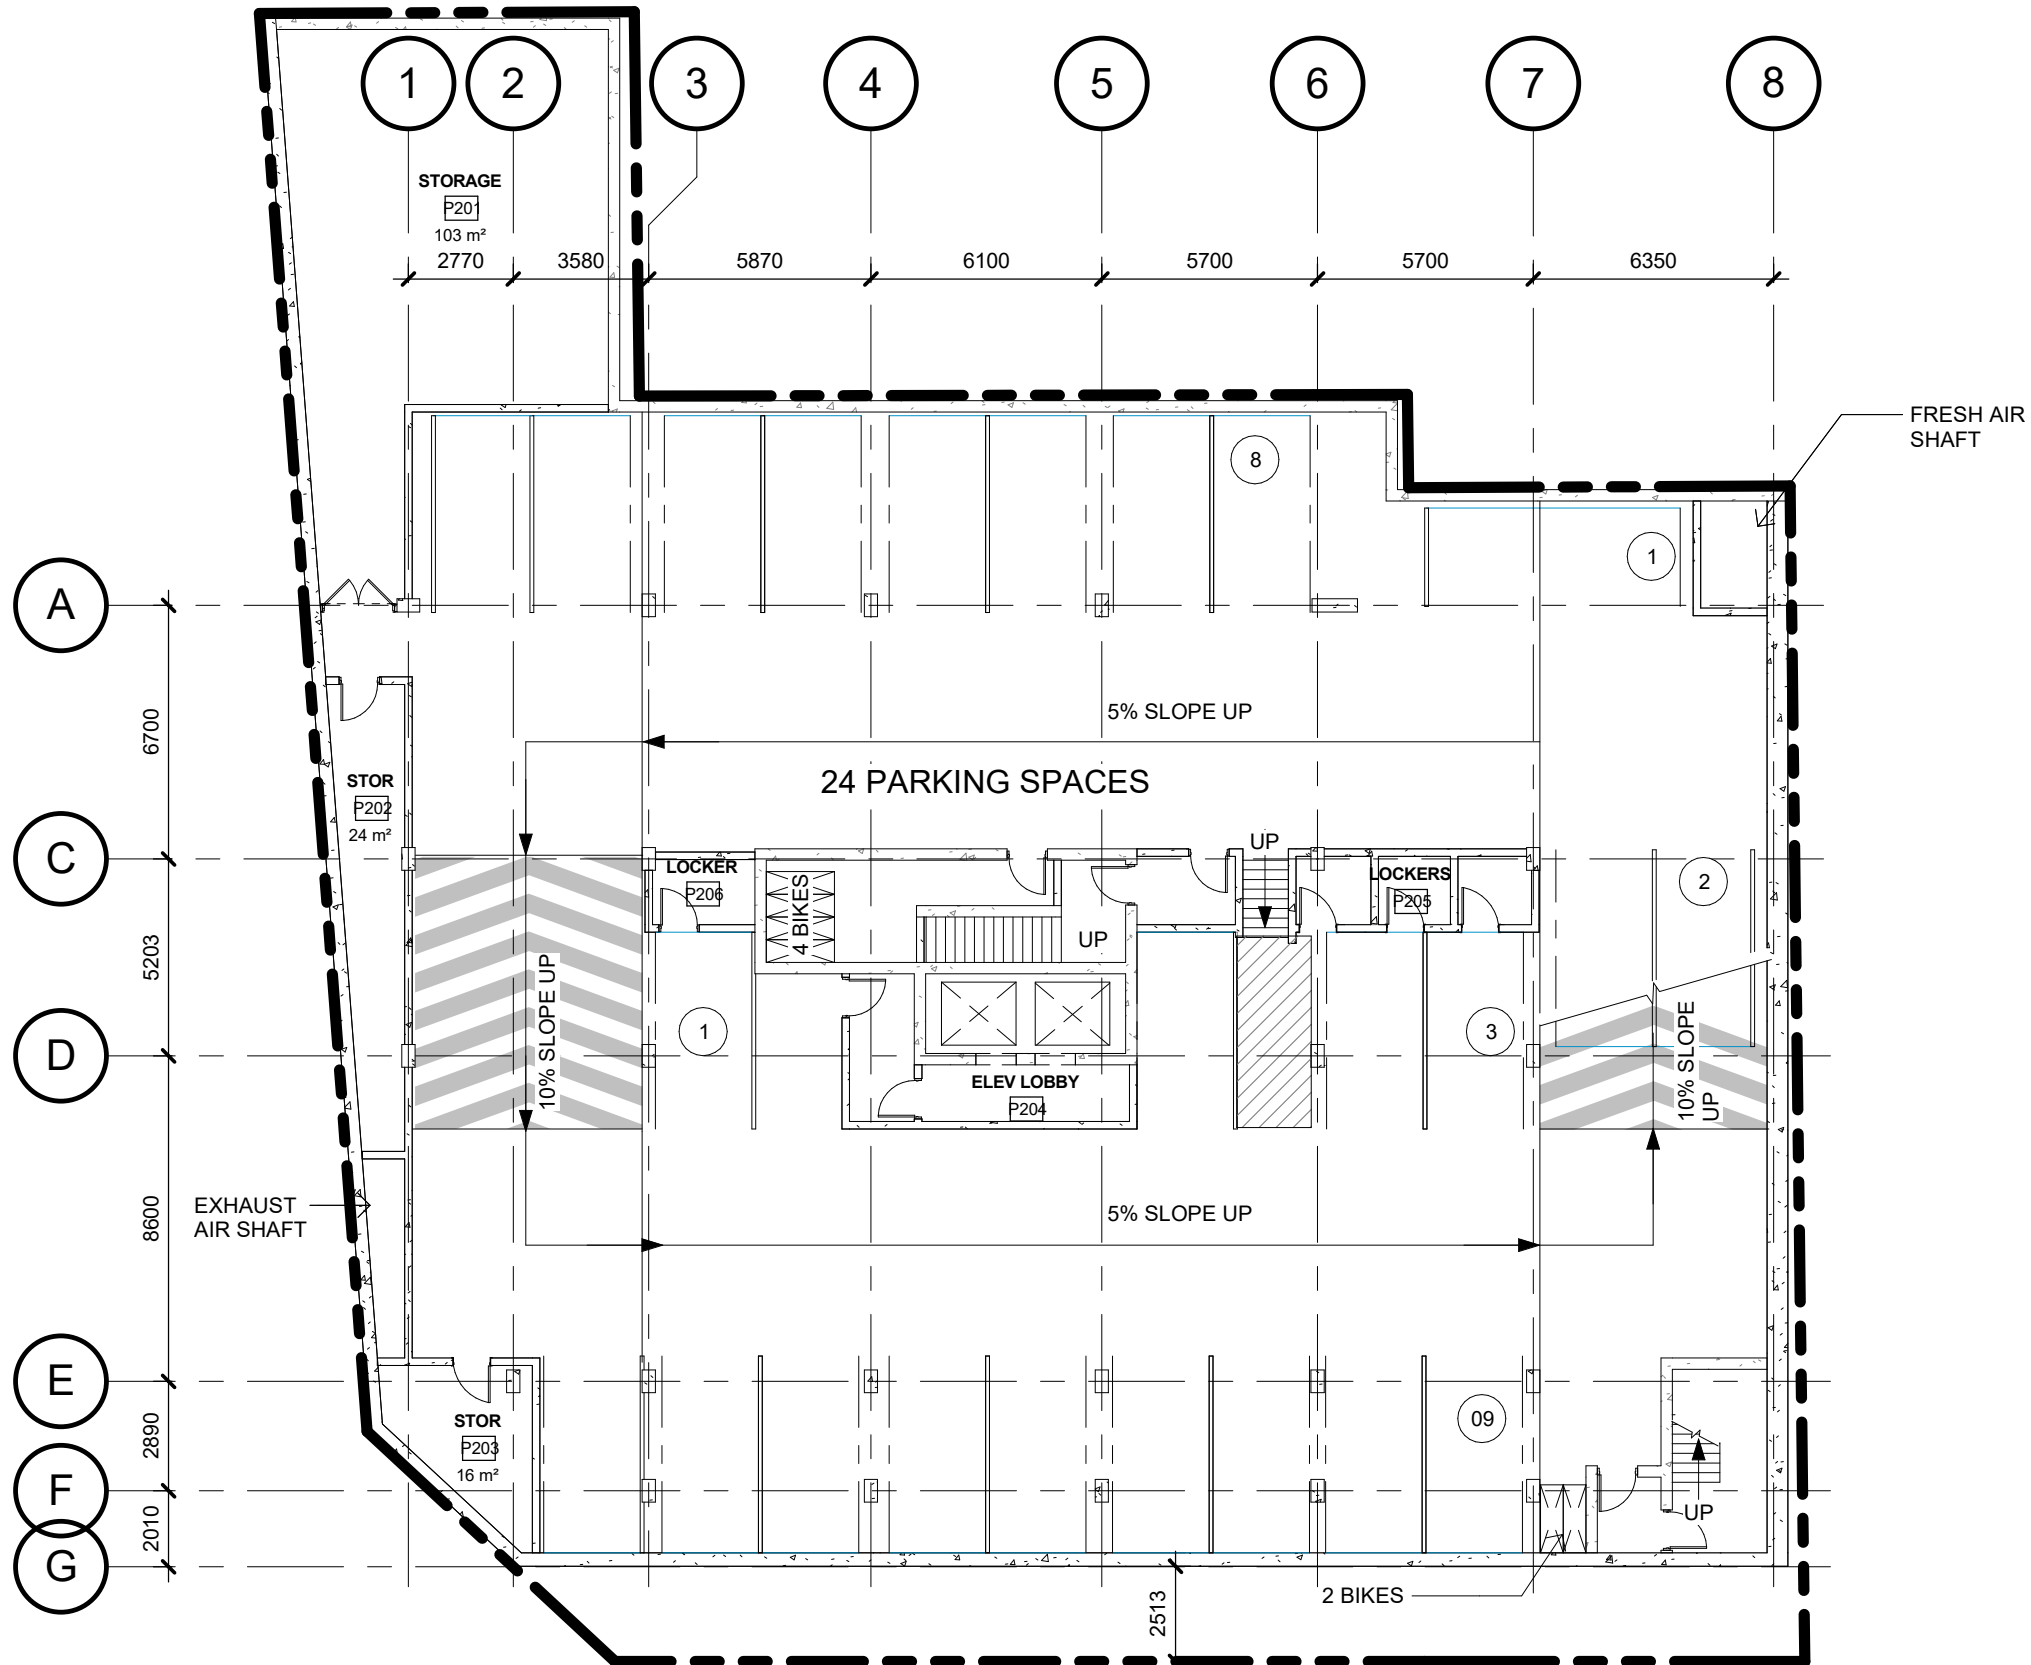 1 2 3 4 5 6 7 8
STORAGE
P201
103 m²
2770 3580 5870 6100 5700 5700 6350
FRESH AIR
SHAFT
8
1
A
6700
5% SLOPE UP
24 PARKING SPACES
STOR
P202
24 m²
C
UP
LOCKER
P206
LOCKERS
P205
2
4 BIKES
UP
5203
10% SLOPE UP
1
3
10% SLOPE
UP
D
ELEV LOBBY
P204
8600
EXHAUST
AIR SHAFT
5% SLOPE UP
E
2890
STOR
P203
16 m²
09
F
UP
2010
G
2 BIKES
2513